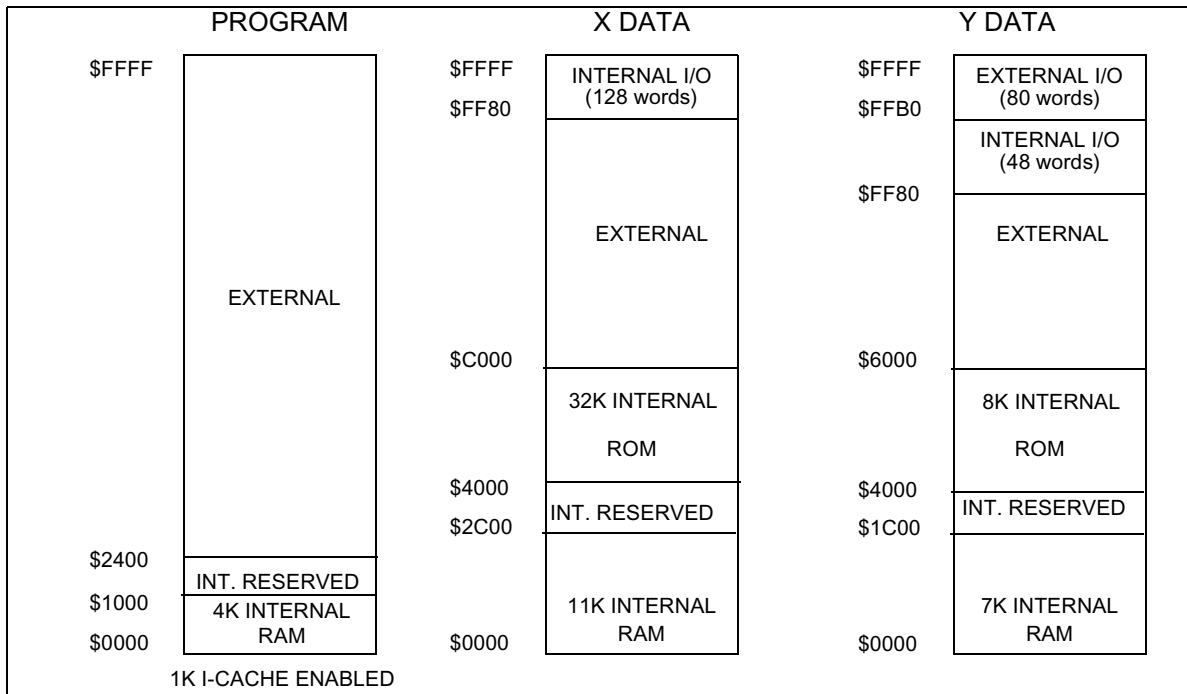 PROGRAM
$FFFF
EXTERNAL
$2400
INT. RESERVED
$1000
4K INTERNAL
RAM
$0000
1K I-CACHE ENABLED
X DATA
$FFFF
INTERNAL I/O
(128 words)
$FF80
EXTERNAL
$C000
32K INTERNAL
ROM
$4000
INT. RESERVED
$2C00
11K INTERNAL
RAM
$0000
Y DATA
$FFFF
EXTERNAL I/O
(80 words)
$FFB0
INTERNAL I/O
(48 words)
$FF80
EXTERNAL
$6000
8K INTERNAL
ROM
$4000
INT. RESERVED
$1C00
7K INTERNAL
RAM
$0000